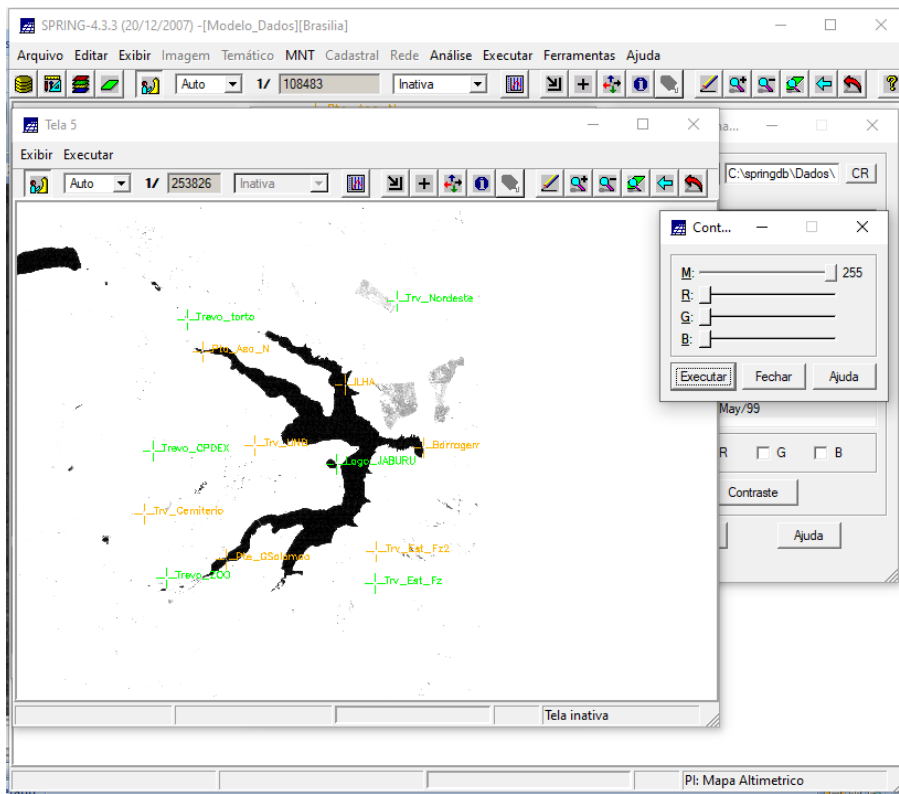 SPRING-4.3.3 (20/12/2007) -[Modelo_Dados][Brasilia]
Arquivo Editar Exibir Imagem Temático MNT Cadastral Rede Análise Executar Ferramentas Ajuda
Auto 1/ 108483 Inativa
Tela 5
Exibir Executar
Auto 1/ 253826 Inativa
C:\springdb\Dados\ CR
Cont...
M: 255
R:
G:
B:
Executar Fechar Ajuda
May/99
R G B
Contraste
Ajuda
Trv_Nordeste
Trevo_torto
Pta_Asa_N
ILHA
Trv_UNB
Barragem
Trevo_CPDEX
Lago_JABURU
Trv_Cemiterio
Trv_Est_Fz2
Pte_GSalomao
Trevo_ZOO
Trv_Est_Fz
Tela inativa
PI: Mapa Altimetrico